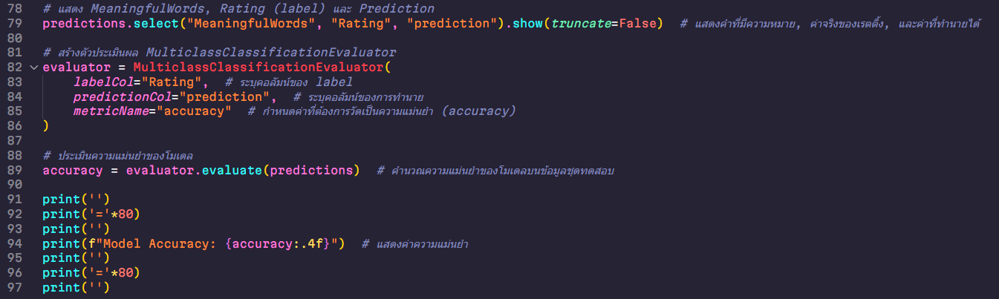 78 # แสดง MeaningfulWords, Rating (label) และ Prediction
79 predictions.select("MeaningfulWords", "Rating", "prediction").show(truncate=False)  # แสดงค่าที่มีความหมาย, ค่าจริงของเรตติ้ง, และค่าที่ทำนายได้
80
81 # สร้างตัวประเมินผล MulticlassClassificationEvaluator
82 evaluator = MulticlassClassificationEvaluator(
83     labelCol="Rating",  # ระบุคอลัมน์ของ label
84     predictionCol="prediction",  # ระบุคอลัมน์ของการทำนาย
85     metricName="accuracy"  # กำหนดค่าที่ต้องการวัดเป็นความแม่นยำ (accuracy)
86 )
87
88 # ประเมินความแม่นยำของโมเดล
89 accuracy = evaluator.evaluate(predictions)  # คำนวณความแม่นยำของโมเดลบนข้อมูลชุดทดสอบ
90
91 print('')
92 print('='*80)
93 print('')
94 print(f"Model Accuracy: {accuracy:.4f}")  # แสดงค่าความแม่นยำ
95 print('')
96 print('='*80)
97 print('')